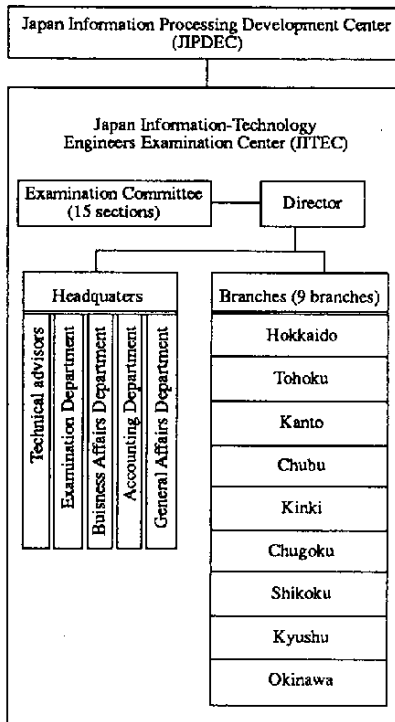 Japan Information Processing Development Center
(JIPDEC)
Japan Information-Technology
Engineers Examination Center (JITEC)
Examination Committee
(15 sections)
Director
Headquaters
Technical advisors
Examination Department
Buisness Affairs Department
Accounting Department
General Affairs Department
Branches (9 branches)
Hokkaido
Tohoku
Kanto
Chubu
Kinki
Chugoku
Shikoku
Kyushu
Okinawa